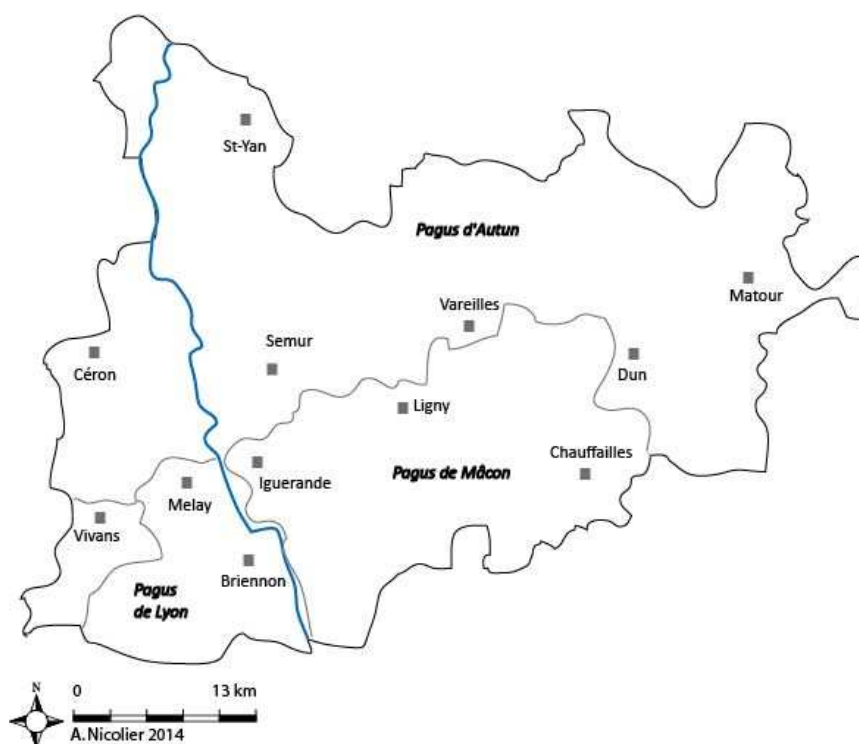 St-Yan
Pagus d'Autun
Matour
Vareilles
Semur
Céron
Dun
Ligny
Iguerande
Pagus de Mâcon
Chauffailles
Melay
Vivans
Briennon
Pagus
de Lyon
N
0 13 km
A. Nicolier 2014